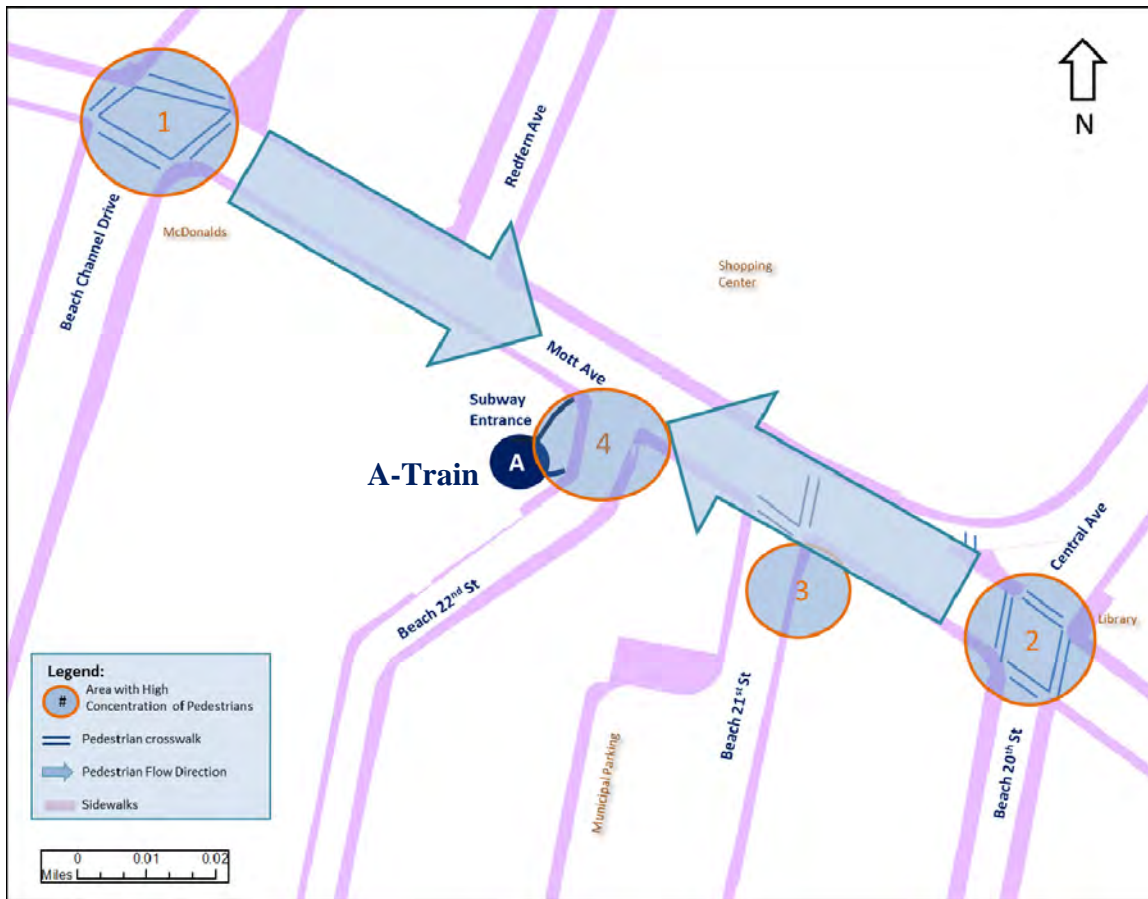 1
N
Redfern Ave
Beach Channel Drive
McDonalds
Shopping
Center
Mott Ave
Subway
Entrance
4
A
A-Train
Central Ave
3
2
Library
Beach 22nd St
Beach 21st St
Beach 20th St
Municipal Parking
Legend:
# Area with High
Concentration of Pedestrians
Pedestrian crosswalk
Pedestrian Flow Direction
Sidewalks
0 0.01 0.02
Miles